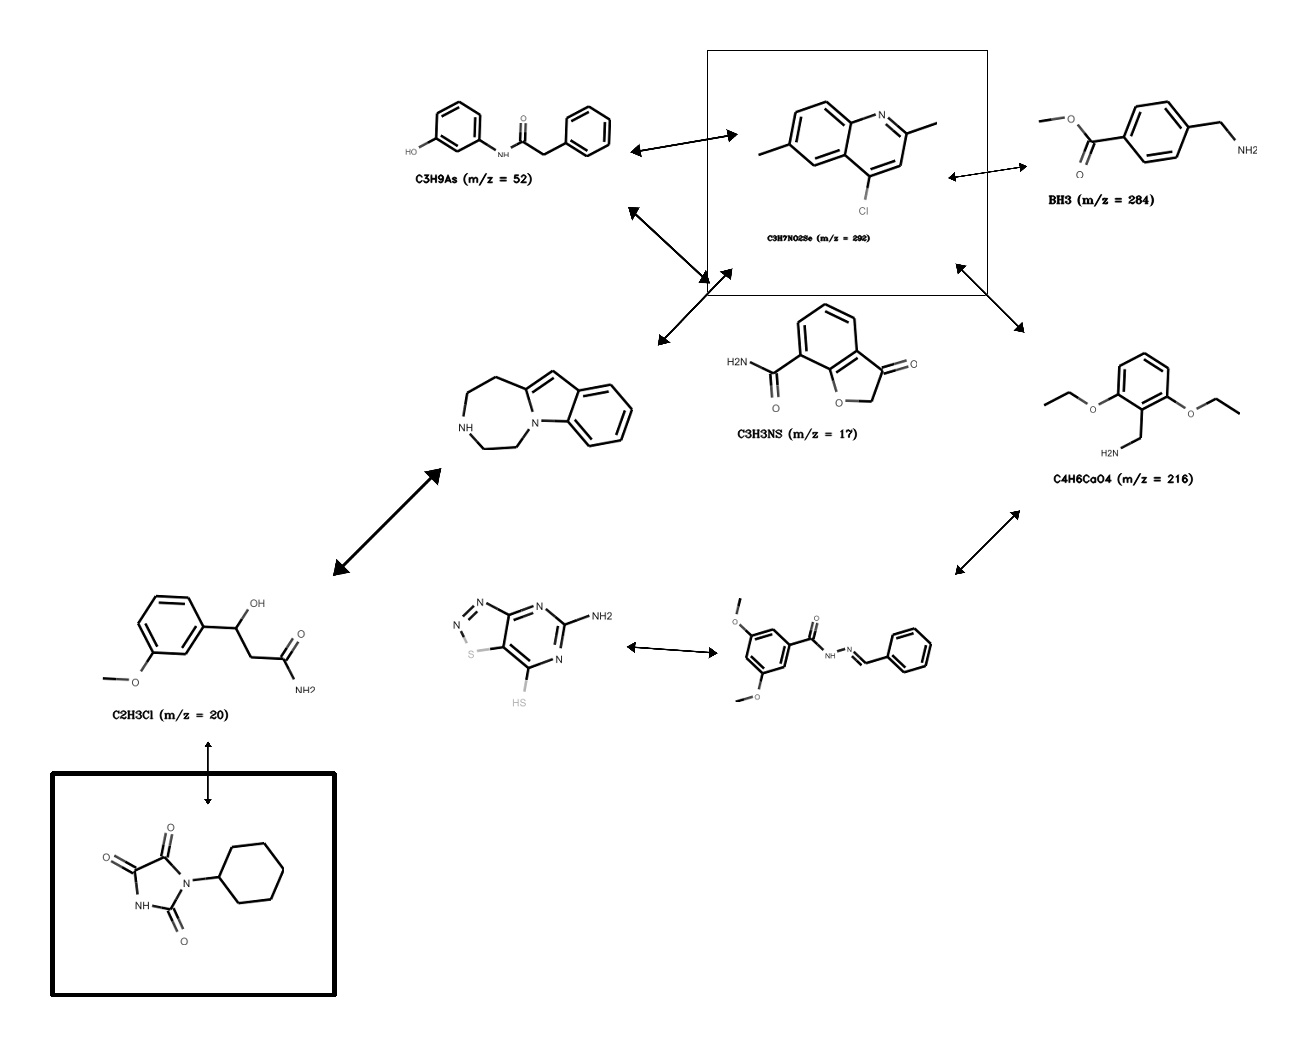 N
O
O
HO
NH
O
NH2
Cl
C3H9As (m/z = 52)
BH3 (m/z = 284)
C3H7NO2Se (m/z = 292)
H2N
O
O
O
C3H3NS (m/z = 17)
NH
N
O
O
H2N
C4H6CaO4 (m/z = 216)
OH
O
O
NH2
C2H3Cl (m/z = 20)
N
N
N
NH2
N
S
HS
O
O
NH
N
O
O
O
N
NH
O